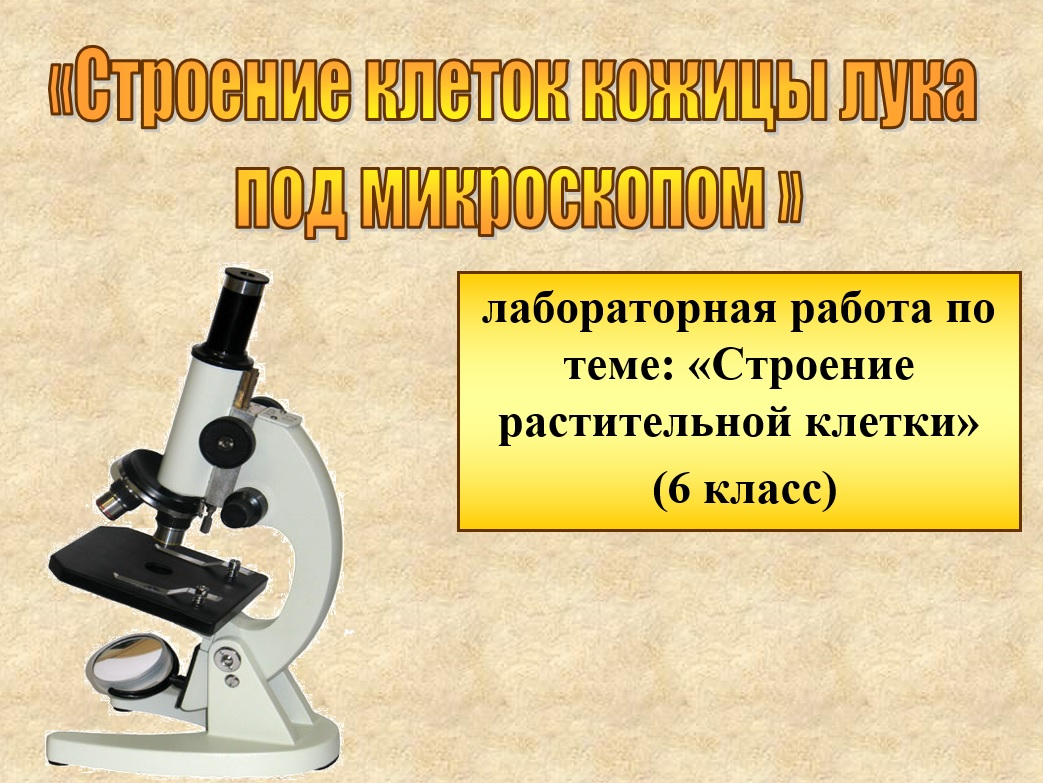 «Строение клеток кожицы лука
под микроскопом »
лабораторная работа по
теме: «Строение
растительной клетки»
(6 класс)